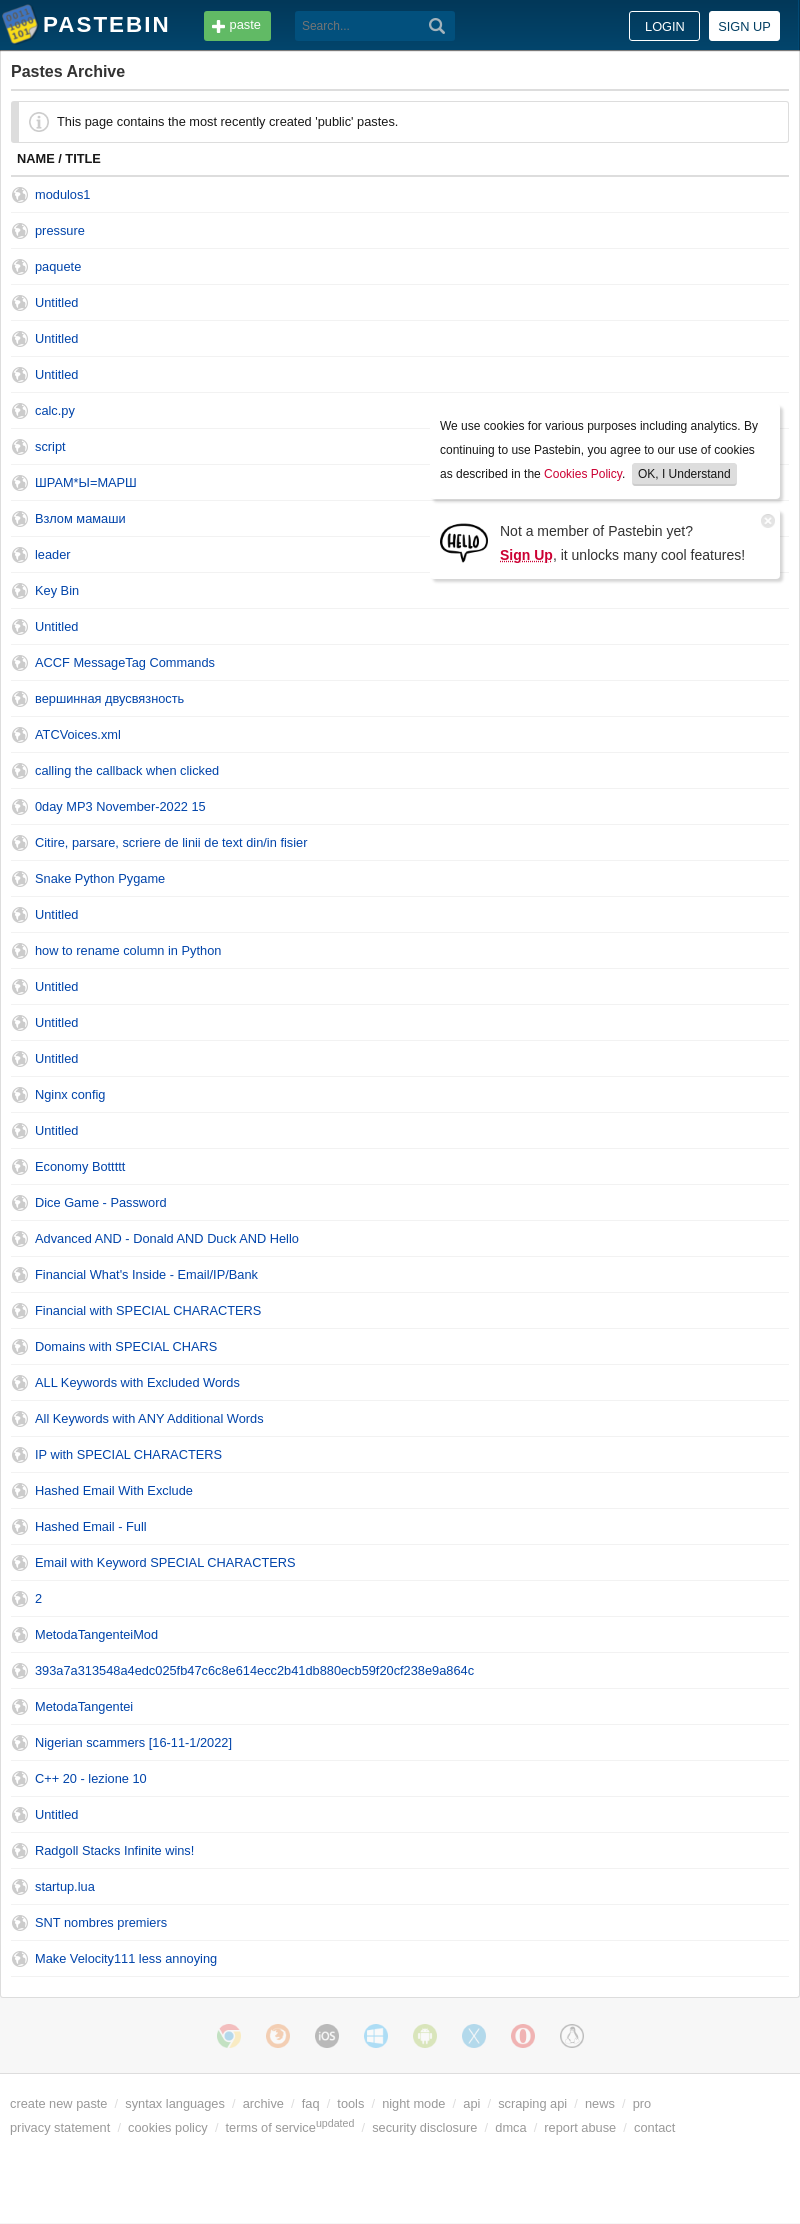 PASTEBIN
paste
Search...
LOGIN
SIGN UP
Pastes Archive
This page contains the most recently created 'public' pastes.
NAME / TITLE
modulos1
pressure
paquete
Untitled
Untitled
Untitled
calc.py
script
ШРАМ*Ы=МАРШ
Взлом мамаши
leader
Key Bin
We use cookies for various purposes including analytics. By
continuing to use Pastebin, you agree to our use of cookies
as described in the Cookies Policy. OK, I Understand
HELLO
Not a member of Pastebin yet?
Sign Up, it unlocks many cool features!
Untitled
ACCF MessageTag Commands
вершинная двусвязность
ATCVoices.xml
calling the callback when clicked
0day MP3 November-2022 15
Citire, parsare, scriere de linii de text din/in fisier
Snake Python Pygame
Untitled
how to rename column in Python
Untitled
Untitled
Untitled
Nginx config
Untitled
Economy Bottttt
Dice Game - Password
Advanced AND - Donald AND Duck AND Hello
Financial What's Inside - Email/IP/Bank
Financial with SPECIAL CHARACTERS
Domains with SPECIAL CHARS
ALL Keywords with Excluded Words
All Keywords with ANY Additional Words
IP with SPECIAL CHARACTERS
Hashed Email With Exclude
Hashed Email - Full
Email with Keyword SPECIAL CHARACTERS
2
MetodaTangenteiMod
393a7a313548a4edc025fb47c6c8e614ecc2b41db880ecb59f20cf238e9a864c
MetodaTangentei
Nigerian scammers [16-11-1/2022]
C++ 20 - lezione 10
Untitled
Radgoll Stacks Infinite wins!
startup.lua
SNT nombres premiers
Make Velocity111 less annoying
iOS
create new paste / syntax languages / archive / faq / tools / night mode / api / scraping api / news / pro
privacy statement / cookies policy / terms of serviceupdated / security disclosure / dmca / report abuse / contact